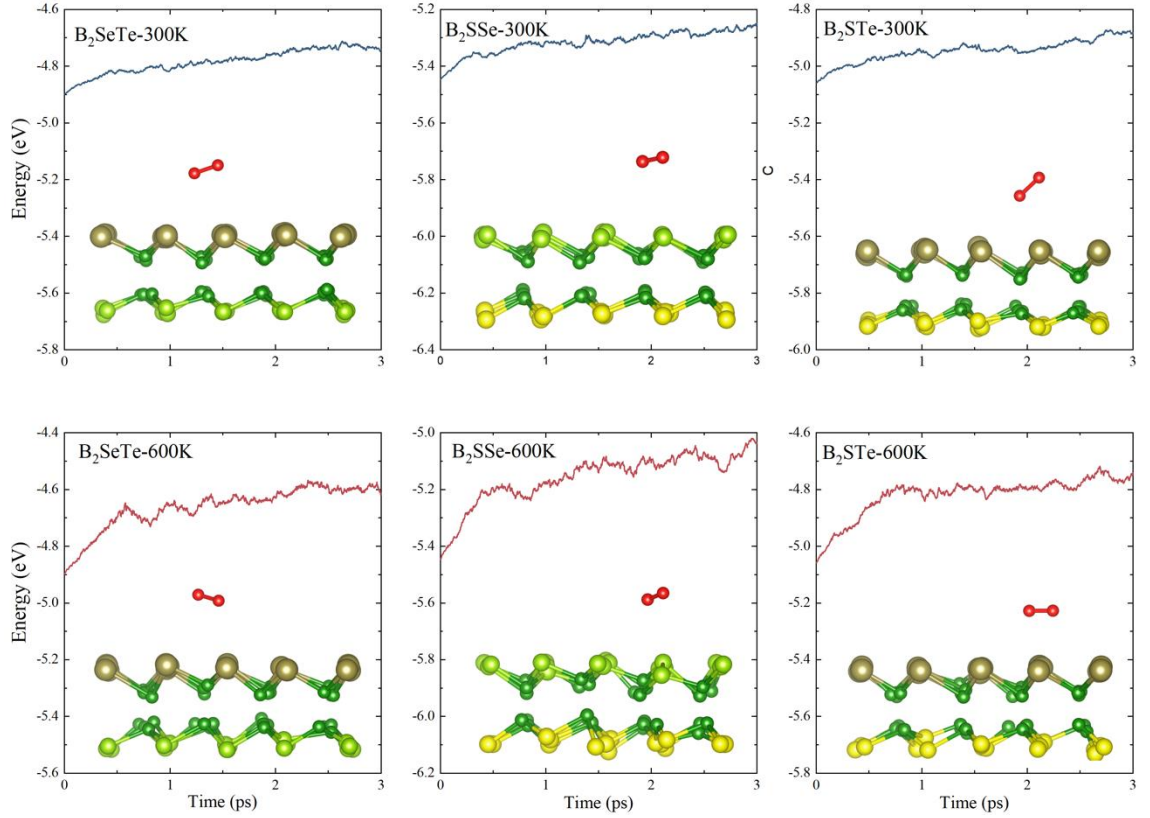 B₂SeTe-300K
-4.6
-4.8
-5.0
-5.2
-5.4
-5.6
-5.8
Energy (eV)
0 1 2 3
B₂SSe-300K
-5.2
-5.4
-5.6
-5.8
-6.0
-6.2
-6.4
0 1 2 3
B₂STe-300K
-4.8
-5.0
-5.2
-5.4
-5.6
-5.8
-6.0
C
0 1 2 3
B₂SeTe-600K
-4.4
-4.6
-4.8
-5.0
-5.2
-5.4
-5.6
Energy (eV)
0 1 2 3
Time (ps)
B₂SSe-600K
-5.0
-5.2
-5.4
-5.6
-5.8
-6.0
-6.2
0 1 2 3
Time (ps)
B₂STe-600K
-4.6
-4.8
-5.0
-5.2
-5.4
-5.6
-5.8
0 1 2 3
Time (ps)